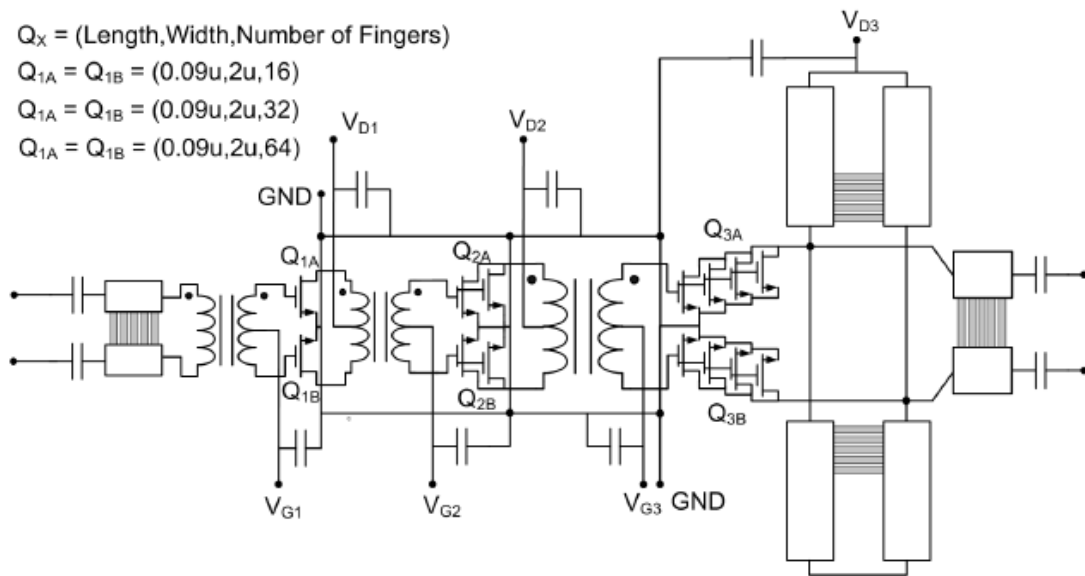 Q_X = (Length,Width,Number of Fingers)
Q_1A = Q_1B = (0.09u,2u,16)
Q_1A = Q_1B = (0.09u,2u,32)
Q_1A = Q_1B = (0.09u,2u,64)
V_D3
V_D1
V_D2
GND
Q_1A
Q_2A
Q_3A
Q_1B
Q_2B
Q_3B
V_G1
V_G2
V_G3
GND